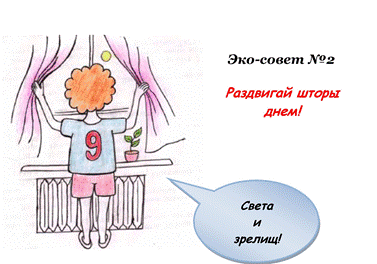 Эко-совет №2
Раздвигай шторы
днем!
9
Света
и
зрелищ!